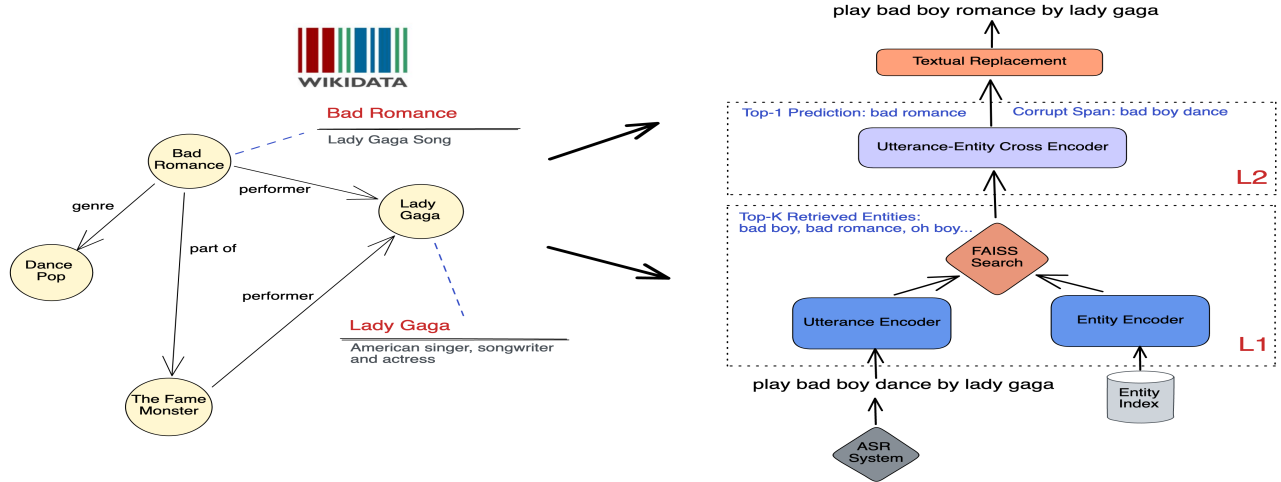 WIKIDATA
Bad Romance
Lady Gaga Song
Bad
Romance
performer
genre
Lady
Gaga
part of
Dance
Pop
performer
Lady Gaga
American singer, songwriter
and actress
The Fame
Monster
play bad boy romance by lady gaga
Textual Replacement
Top-1 Prediction: bad romance
Corrupt Span: bad boy dance
Utterance-Entity Cross Encoder
L2
Top-K Retrieved Entities:
bad boy, bad romance, oh boy...
FAISS
Search
Utterance Encoder
Entity Encoder
L1
play bad boy dance by lady gaga
Entity
Index
ASR
System